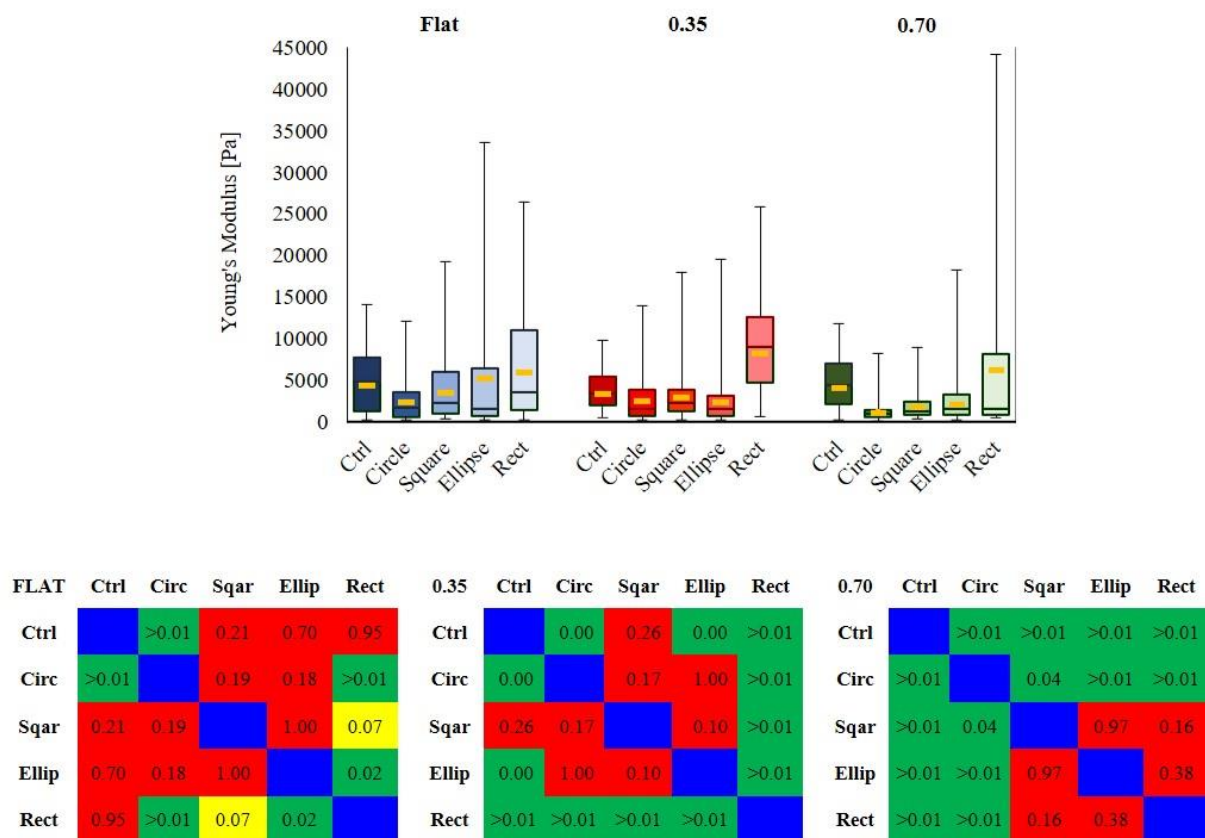 Flat 0.35 0.70
Young's Modulus [Pa]
45000
40000
35000
30000
25000
20000
15000
10000
5000
0
Ctrl Circle Square Ellipse Rect Ctrl Circle Square Ellipse Rect Ctrl Circle Square Ellipse Rect
FLAT Ctrl Circ Sqar Ellip Rect 0.35 Ctrl Circ Sqar Ellip Rect 0.70 Ctrl Circ Sqar Ellip Rect
Ctrl >0.01 0.21 0.70 0.95 Ctrl 0.00 0.26 0.00 >0.01 Ctrl >0.01 >0.01 >0.01 >0.01
Circ >0.01 0.19 0.18 >0.01 Circ 0.00 0.17 1.00 >0.01 Circ >0.01 0.04 >0.01 >0.01
Sqar 0.21 0.19 1.00 0.07 Sqar 0.26 0.17 0.10 >0.01 Sqar >0.01 0.04 0.97 0.16
Ellip 0.70 0.18 1.00 0.02 Ellip 0.00 1.00 0.10 >0.01 Ellip >0.01 >0.01 0.97 0.38
Rect 0.95 >0.01 0.07 0.02 Rect >0.01 >0.01 >0.01 >0.01 Rect >0.01 >0.01 0.16 0.38